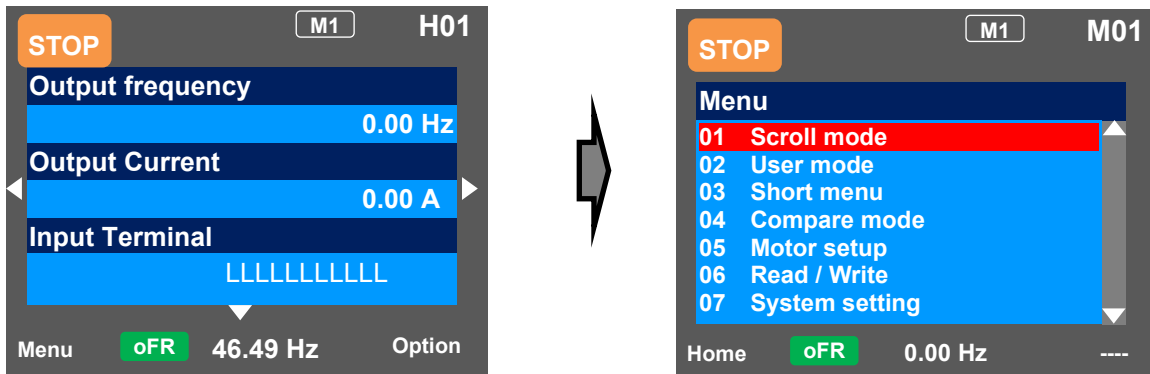 STOP M1 H01
Output frequency
0.00 Hz
Output Current
0.00 A
Input Terminal
LLLLLLLLLLL
Menu oFR 46.49 Hz Option
STOP M1 M01
Menu
01 Scroll mode
02 User mode
03 Short menu
04 Compare mode
05 Motor setup
06 Read / Write
07 System setting
Home oFR 0.00 Hz ----